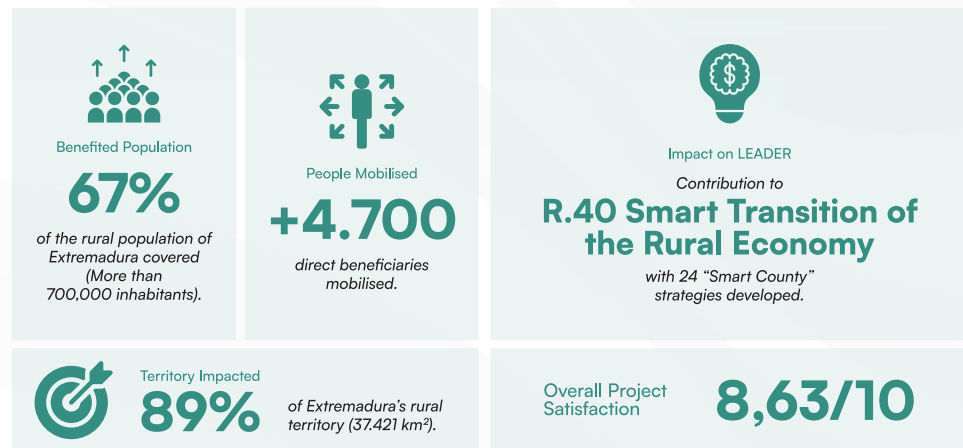 Benefited Population
67%
of the rural population of
Extremadura covered
(More than
700,000 inhabitants).
People Mobilised
+4.700
direct beneficiaries
mobilised.
$
Impact on LEADER
Contribution to
R.40 Smart Transition of
the Rural Economy
with 24 “Smart County”
strategies developed.
Territory Impacted
89%
of Extremadura’s rural
territory (37.421 km²).
Overall Project
Satisfaction
8,63/10